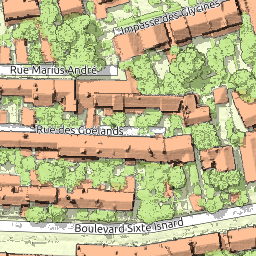 Impasse des Glycines
Rue Marius André
Rue des Goélands
Boulevard Sixte Isnard